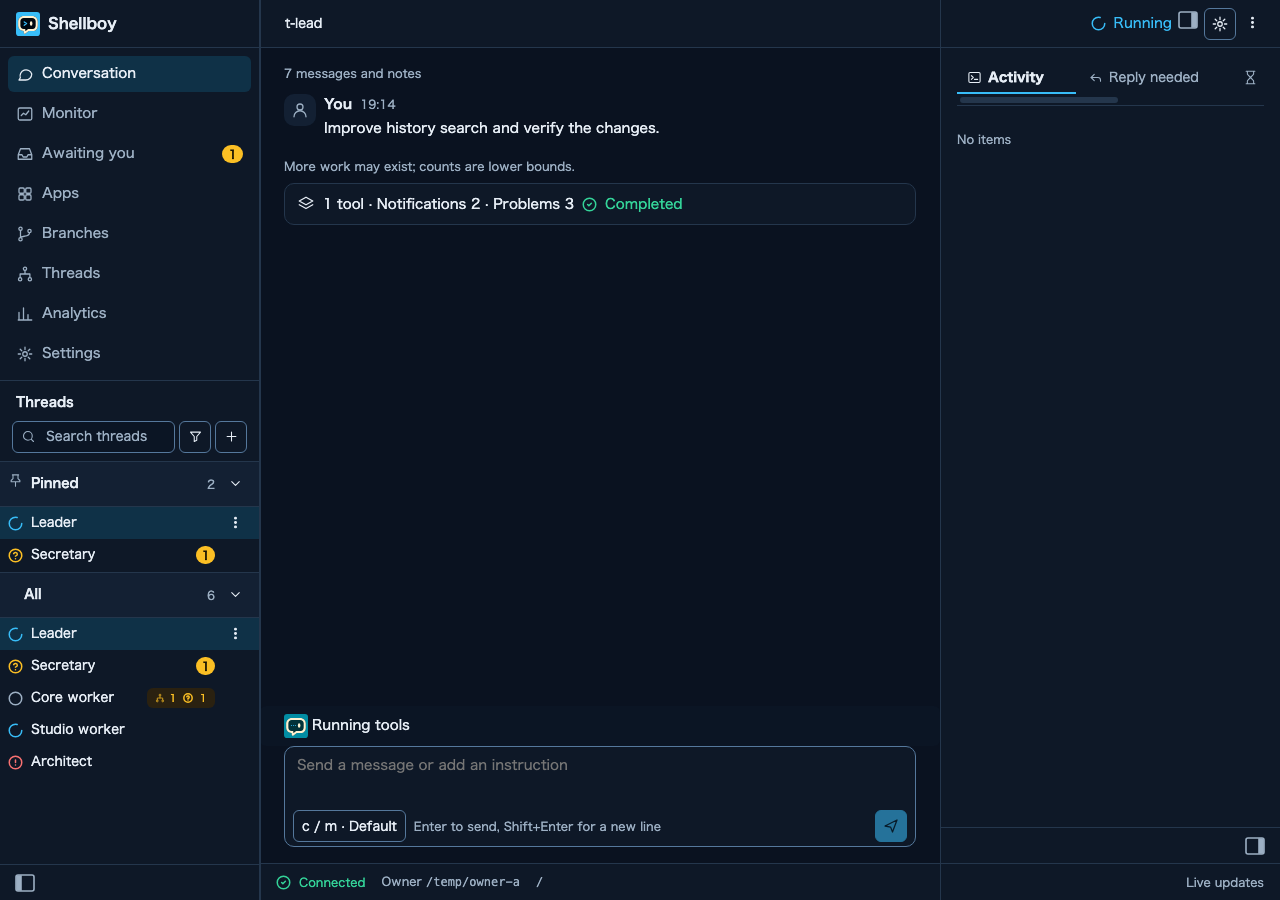 Shellboy
Conversation
Monitor
Awaiting you 1
Apps
Branches
Threads
Analytics
Settings
Threads
Search threads
Pinned 2
Leader
Secretary 1
All 6
Leader
Secretary 1
Core worker 1 1
Studio worker
Architect
t-lead
7 messages and notes
You 19:14
Improve history search and verify the changes.
More work may exist; counts are lower bounds.
1 tool · Notifications 2 · Problems 3 Completed
Running tools
Send a message or add an instruction
c / m · Default Enter to send, Shift+Enter for a new line
Connected Owner /temp/owner-a /
Running
Activity Reply needed
No items
Live updates